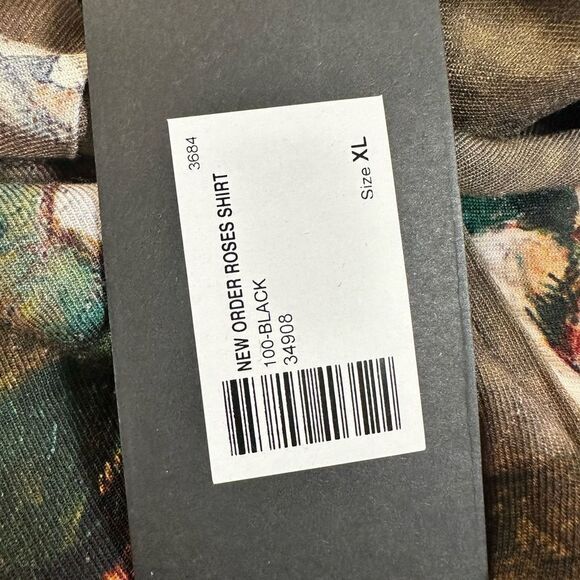 3684
NEW ORDER ROSES SHIRT
100-BLACK
34908
Size XL